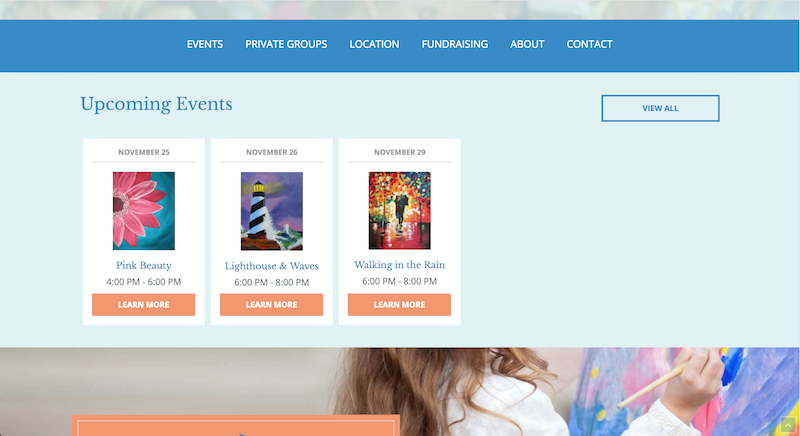 EVENTS PRIVATE GROUPS LOCATION FUNDRAISING ABOUT CONTACT
Upcoming Events
VIEW ALL
NOVEMBER 25
Pink Beauty
4:00 PM - 6:00 PM
LEARN MORE
NOVEMBER 26
Lighthouse & Waves
6:00 PM - 8:00 PM
LEARN MORE
NOVEMBER 29
Walking in the Rain
6:00 PM - 8:00 PM
LEARN MORE